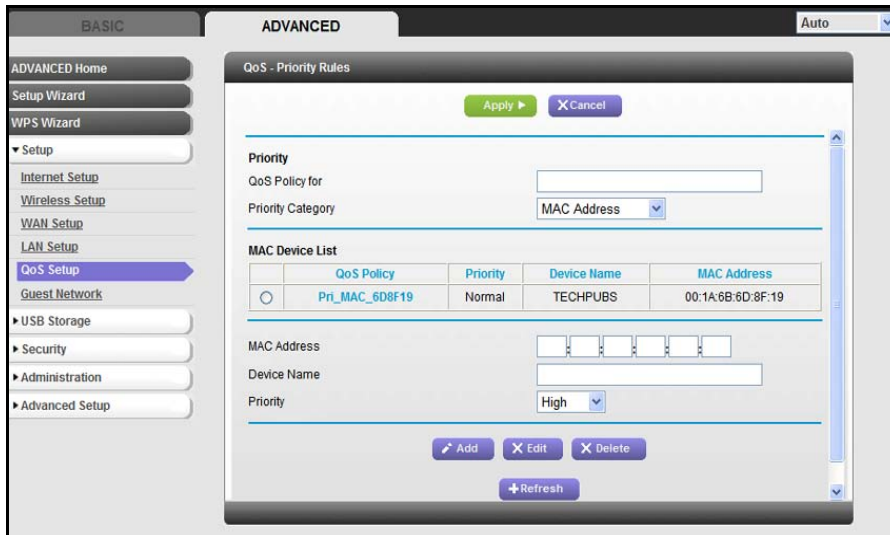 BASIC
ADVANCED
Auto
ADVANCED Home
Setup Wizard
WPS Wizard
Setup
Internet Setup
Wireless Setup
WAN Setup
LAN Setup
QoS Setup
Guest Network
USB Storage
Security
Administration
Advanced Setup
QoS - Priority Rules
Apply
X Cancel
Priority
QoS Policy for
Priority Category MAC Address
MAC Device List
QoS Policy Priority Device Name MAC Address
Pri_MAC_6D8F19 Normal TECHPUBS 00:1A:6B:6D:8F:19
MAC Address : : : : :
Device Name
Priority High
Add X Edit X Delete
+ Refresh